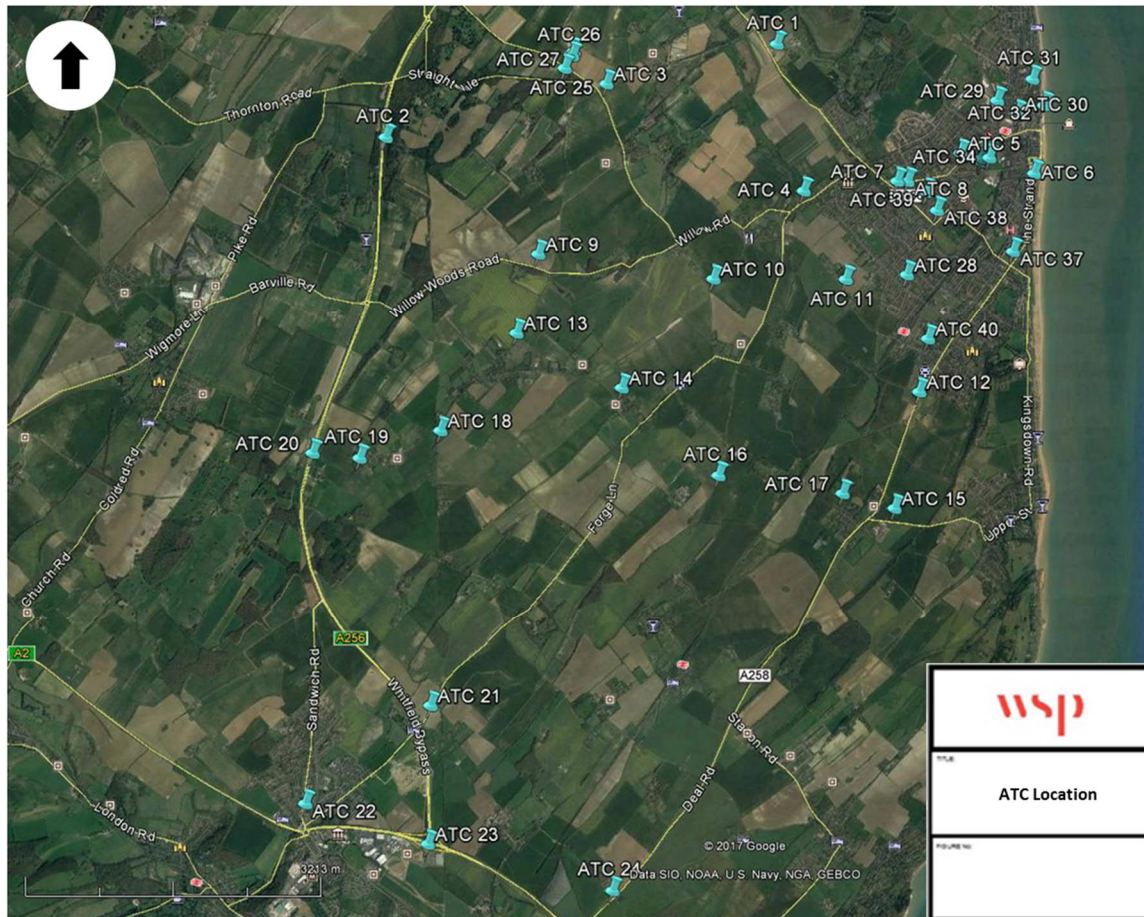 ATC 1
ATC 26
ATC 27
ATC 3
ATC 25
ATC 31
ATC 29
ATC 30
ATC 32
Straight
Thornton Road
ATC 2
ATC 5
ATC 34
ATC 7
ATC 6
ATC 4
ATC 8
ATC 39
ATC 38
The Strand
Pike Rd
Willow Rd
ATC 9
ATC 37
Willow Woods Road
ATC 10
ATC 28
ATC 11
Barville Rd
ATC 13
ATC 40
Wigmore Ln
ATC 14
ATC 12
Kingsdown Rd
ATC 18
ATC 20
ATC 19
Coldred Rd
ATC 16
ATC 17
ATC 15
Forge Ln
Upper St
Church Rd
A256
A2
A258
Sandwich Rd
Whitfield Bypass
ATC 21
Station Rd
Deal Rd
ATC 22
London Rd
ATC 23
ATC 24
3213 m
© 2017 Google
Data SIO, NOAA, U.S. Navy, NGA, GEBCO
wsp
TITLE:
ATC Location
FIGURE No: